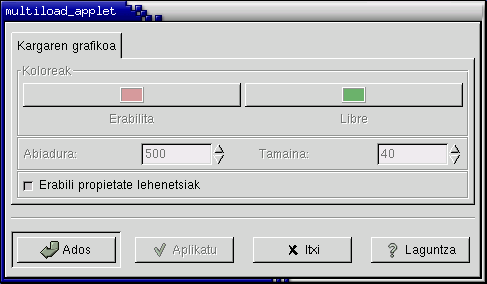 multiload_applet
Kargaren grafikoa
Koloreak
Erabilita Libre
Abiadura: 500 Tamaina: 40
Erabili propietate lehenetsiak
Ados Aplikatu Itxi Laguntza